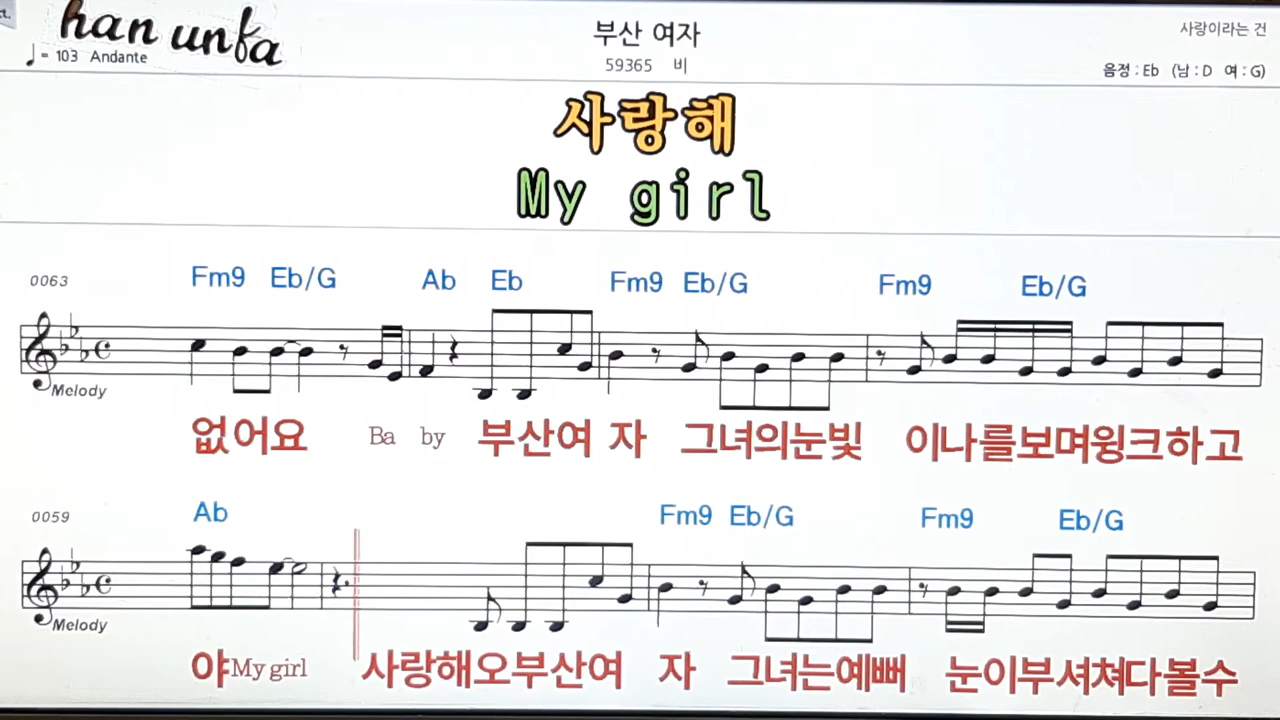 han unfa
부산 여자
사랑이라는 건
♩= 103 Andante
59365 비
음정 : Eb (남 : D 여 : G)
사랑해
My girl
0063 Fm9 Eb/G Ab Eb Fm9 Eb/G Fm9 Eb/G
Melody
없어요 Ba by 부산여 자 그녀의눈빛 이나를보며윙크하고
0059 Ab Fm9 Eb/G Fm9 Eb/G
Melody
야My girl 사랑해오부산여 자 그녀는예뻐 눈이부셔쳐다볼수